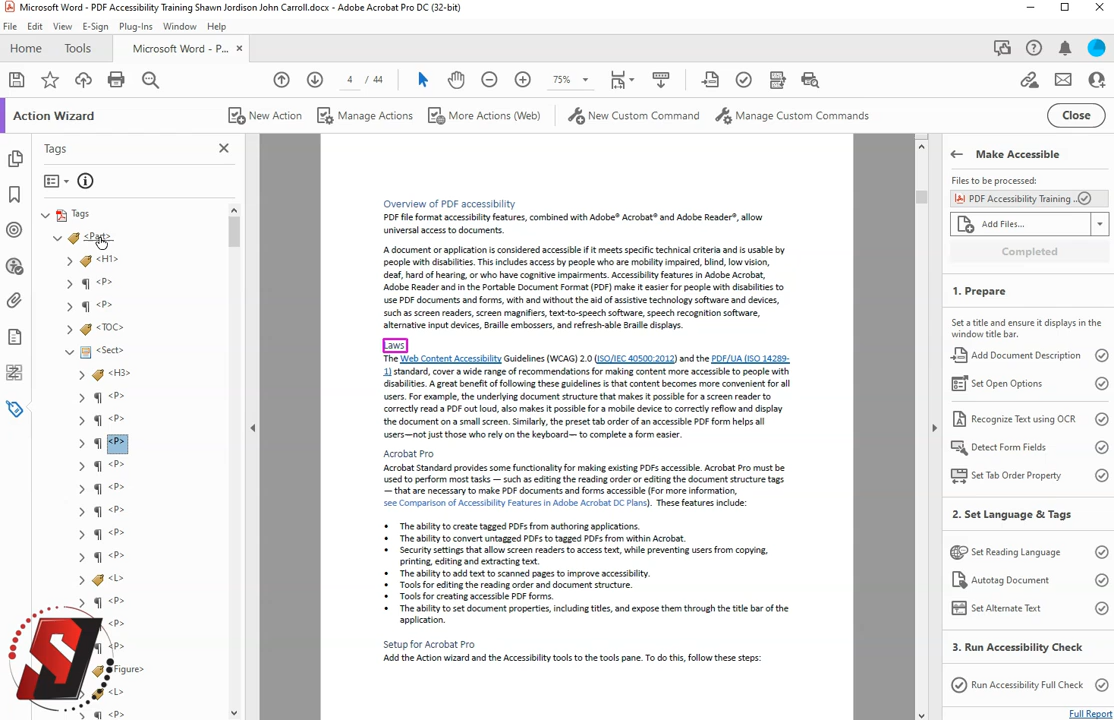 Microsoft Word - PDF Accessibility Training Shawn Jordison John Carroll.docx - Adobe Acrobat Pro DC (32-bit)
File Edit View E-Sign Plug-Ins Window Help
Home Tools Microsoft Word - P... ×
4 / 44 75%
Action Wizard New Action Manage Actions More Actions (Web) New Custom Command Manage Custom Commands Close
Tags
Tags
<Part>
<H1>
<P>
<P>
<TOC>
<Sect>
<H3>
<P>
<P>
<P>
<P>
<P>
<P>
<P>
<P>
<L>
<P>
<P>
<P>
Figure>
<L>
<P>
Overview of PDF accessibility
PDF file format accessibility features, combined with Adobe® Acrobat® and Adobe Reader®, allow
universal access to documents.
A document or application is considered accessible if it meets specific technical criteria and is usable by
people with disabilities. This includes access by people who are mobility impaired, blind, low vision,
deaf, hard of hearing, or who have cognitive impairments. Accessibility features in Adobe Acrobat,
Adobe Reader and in the Portable Document Format (PDF) make it easier for people with disabilities to
use PDF documents and forms, with and without the aid of assistive technology software and devices,
such as screen readers, screen magnifiers, text-to-speech software, speech recognition software,
alternative input devices, Braille embossers, and refresh-able Braille displays.
Laws
The Web Content Accessibility Guidelines (WCAG) 2.0 (ISO/IEC 40500:2012) and the PDF/UA (ISO 14289-
1) standard, cover a wide range of recommendations for making content more accessible to people with
disabilities. A great benefit of following these guidelines is that content becomes more convenient for all
users. For example, the underlying document structure that makes it possible for a screen reader to
correctly read a PDF out loud, also makes it possible for a mobile device to correctly reflow and display
the document on a small screen. Similarly, the preset tab order of an accessible PDF form helps all
users—not just those who rely on the keyboard— to complete a form easier.
Acrobat Pro
Acrobat Standard provides some functionality for making existing PDFs accessible. Acrobat Pro must be
used to perform most tasks — such as editing the reading order or editing the document structure tags
— that are necessary to make PDF documents and forms accessible (For more information,
see Comparison of Accessibility Features in Adobe Acrobat DC Plans). These features include:
• The ability to create tagged PDFs from authoring applications.
• The ability to convert untagged PDFs to tagged PDFs from within Acrobat.
• Security settings that allow screen readers to access text, while preventing users from copying,
printing, editing and extracting text.
• The ability to add text to scanned pages to improve accessibility.
• Tools for editing the reading order and document structure.
• Tools for creating accessible PDF forms.
• The ability to set document properties, including titles, and expose them through the title bar of the
application.
Setup for Acrobat Pro
Add the Action wizard and the Accessibility tools to the tools pane. To do this, follow these steps:
Make Accessible
Files to be processed:
PDF Accessibility Training ..
Add Files...
Completed
1. Prepare
Set a title and ensure it displays in the
window title bar.
Add Document Description
Set Open Options
Recognize Text using OCR
Detect Form Fields
Set Tab Order Property
2. Set Language & Tags
Set Reading Language
Autotag Document
Set Alternate Text
3. Run Accessibility Check
Run Accessibility Full Check
Full Report